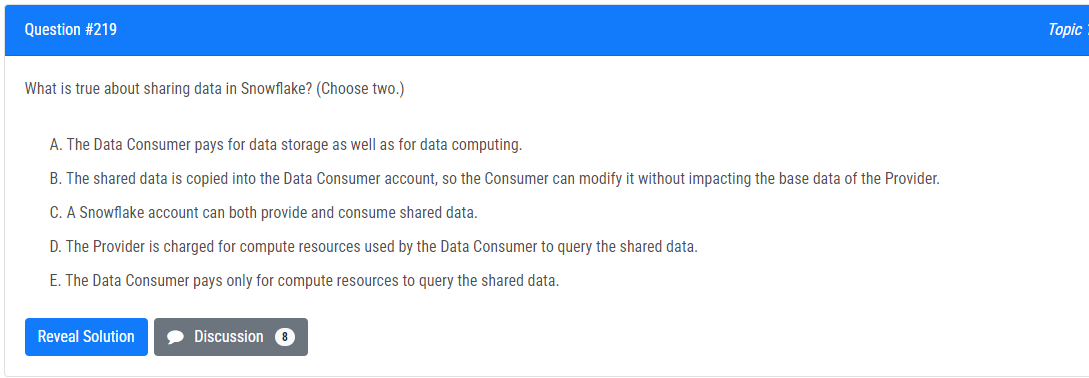 Question #219
Topic
What is true about sharing data in Snowflake? (Choose two.)
A. The Data Consumer pays for data storage as well as for data computing.
B. The shared data is copied into the Data Consumer account, so the Consumer can modify it without impacting the base data of the Provider.
C. A Snowflake account can both provide and consume shared data.
D. The Provider is charged for compute resources used by the Data Consumer to query the shared data.
E. The Data Consumer pays only for compute resources to query the shared data.
Reveal Solution
Discussion 8